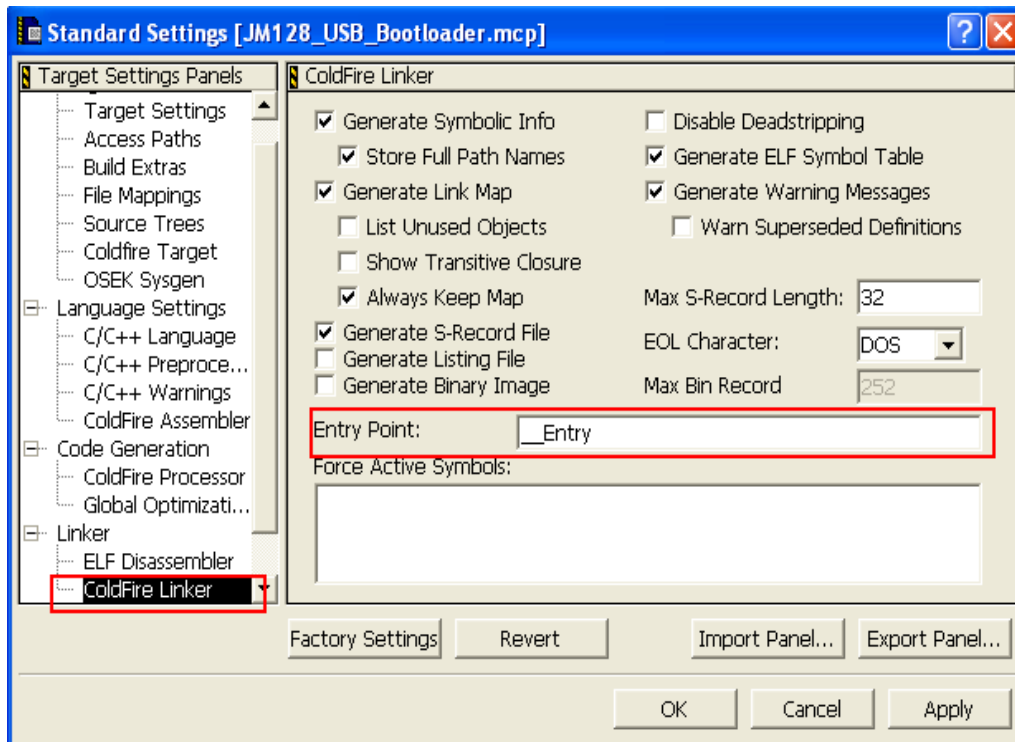 Standard Settings [JM128_USB_Bootloader.mcp]
Target Settings Panels
Target Settings
Access Paths
Build Extras
File Mappings
Source Trees
Coldfire Target
OSEK Sysgen
Language Settings
C/C++ Language
C/C++ Preproce...
C/C++ Warnings
ColdFire Assembler
Code Generation
ColdFire Processor
Global Optimizati...
Linker
ELF Disassembler
ColdFire Linker
ColdFire Linker
Generate Symbolic Info
Disable Deadstripping
Store Full Path Names
Generate ELF Symbol Table
Generate Link Map
Generate Warning Messages
List Unused Objects
Warn Superseded Definitions
Show Transitive Closure
Always Keep Map
Max S-Record Length: 32
Generate S-Record File
EOL Character: DOS
Generate Listing File
Generate Binary Image
Max Bin Record 252
Entry Point: __Entry
Force Active Symbols:
Factory Settings Revert Import Panel... Export Panel...
OK Cancel Apply